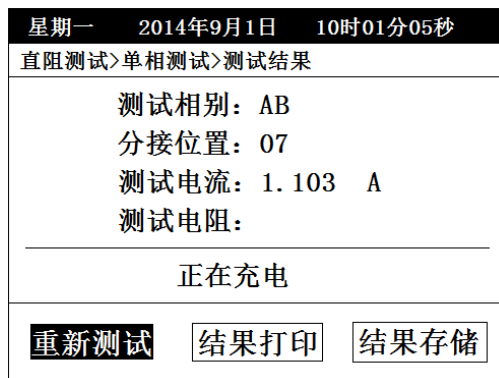 星期一 2014年9月1日 10时01分05秒
直阻测试>单相测试>测试结果
测试相别：AB
分接位置：07
测试电流：1.103 A
测试电阻：
正在充电
重新测试 结果打印 结果存储